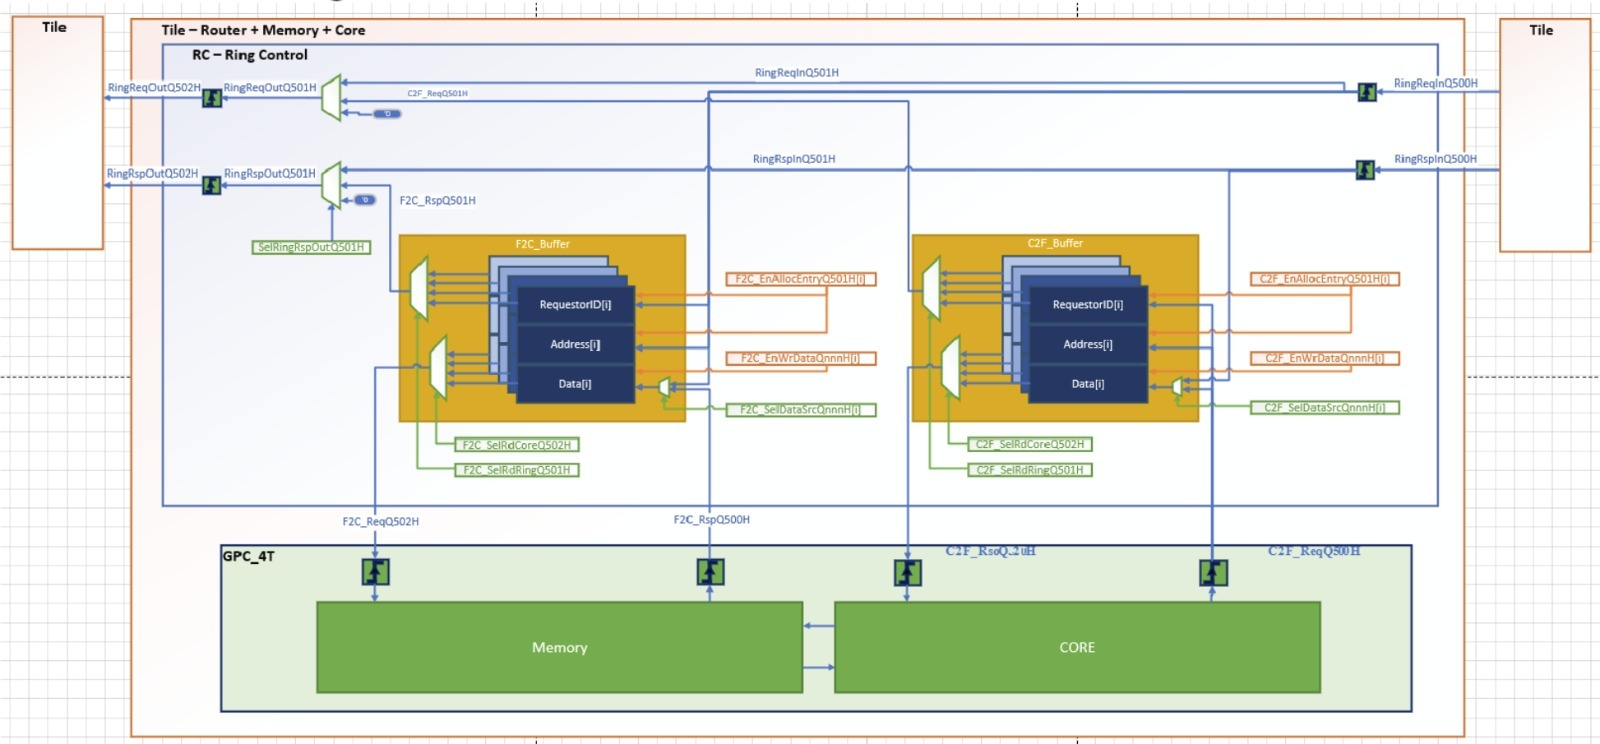 Tile
Tile – Router + Memory + Core
Tile
RC – Ring Control
RingReqInQ501H
RingReqInQ500H
RingReqOutQ502H
RingReqOutQ501H
C2F_ReqQ501H
'0
RingRspInQ501H
RingRspInQ500H
RingRspOutQ502H
RingRspOutQ501H
'0
F2C_RspQ501H
SelRingRspOutQ501H
F2C_Buffer
C2F_Buffer
F2C_EnAllocEntryQ501H[i]
C2F_EnAllocEntryQ501H[i]
RequestorID[i]
RequestorID[i]
Address[i]
Address[i]
F2C_EnWrDataQnnnH[i]
C2F_EnWrDataQnnnH[i]
Data[i]
Data[i]
F2C_SelDataSrcQnnnH[i]
C2F_SelDataSrcQnnnH[i]
F2C_SelRdCoreQ502H
C2F_SelRdCoreQ502H
F2C_SelRdRingQ501H
C2F_SelRdRingQ501H
F2C_ReqQ502H
F2C_RspQ500H
GPC_4T
C2F_ReqQ500H
Memory
CORE